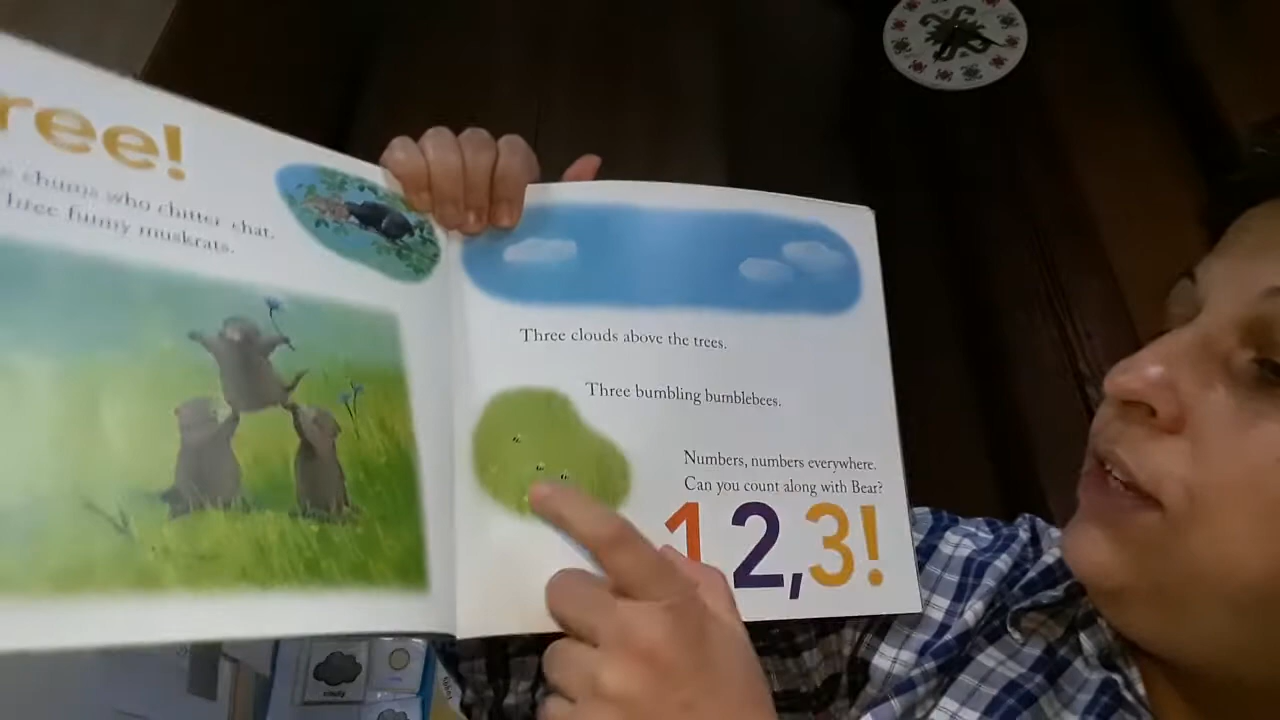 ree!
chums who chitter chat.
hree funny muskrats.
Three clouds above the trees.
Three bumbling bumblebees.
Numbers, numbers everywhere.
Can you count along with Bear?
1 2, 3!